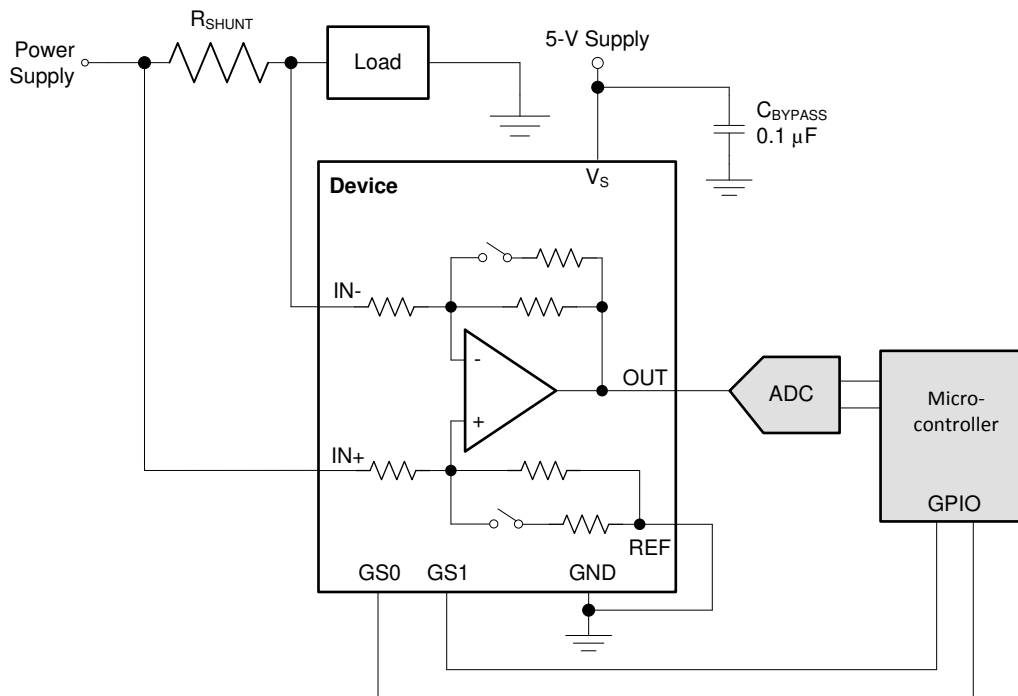 RSHUNT
Power
Supply
Load
5-V Supply
CBYPASS
0.1 µF
Device
VS
IN-
-
OUT
ADC
Micro-
controller
+
IN+
GPIO
REF
GS0
GS1
GND